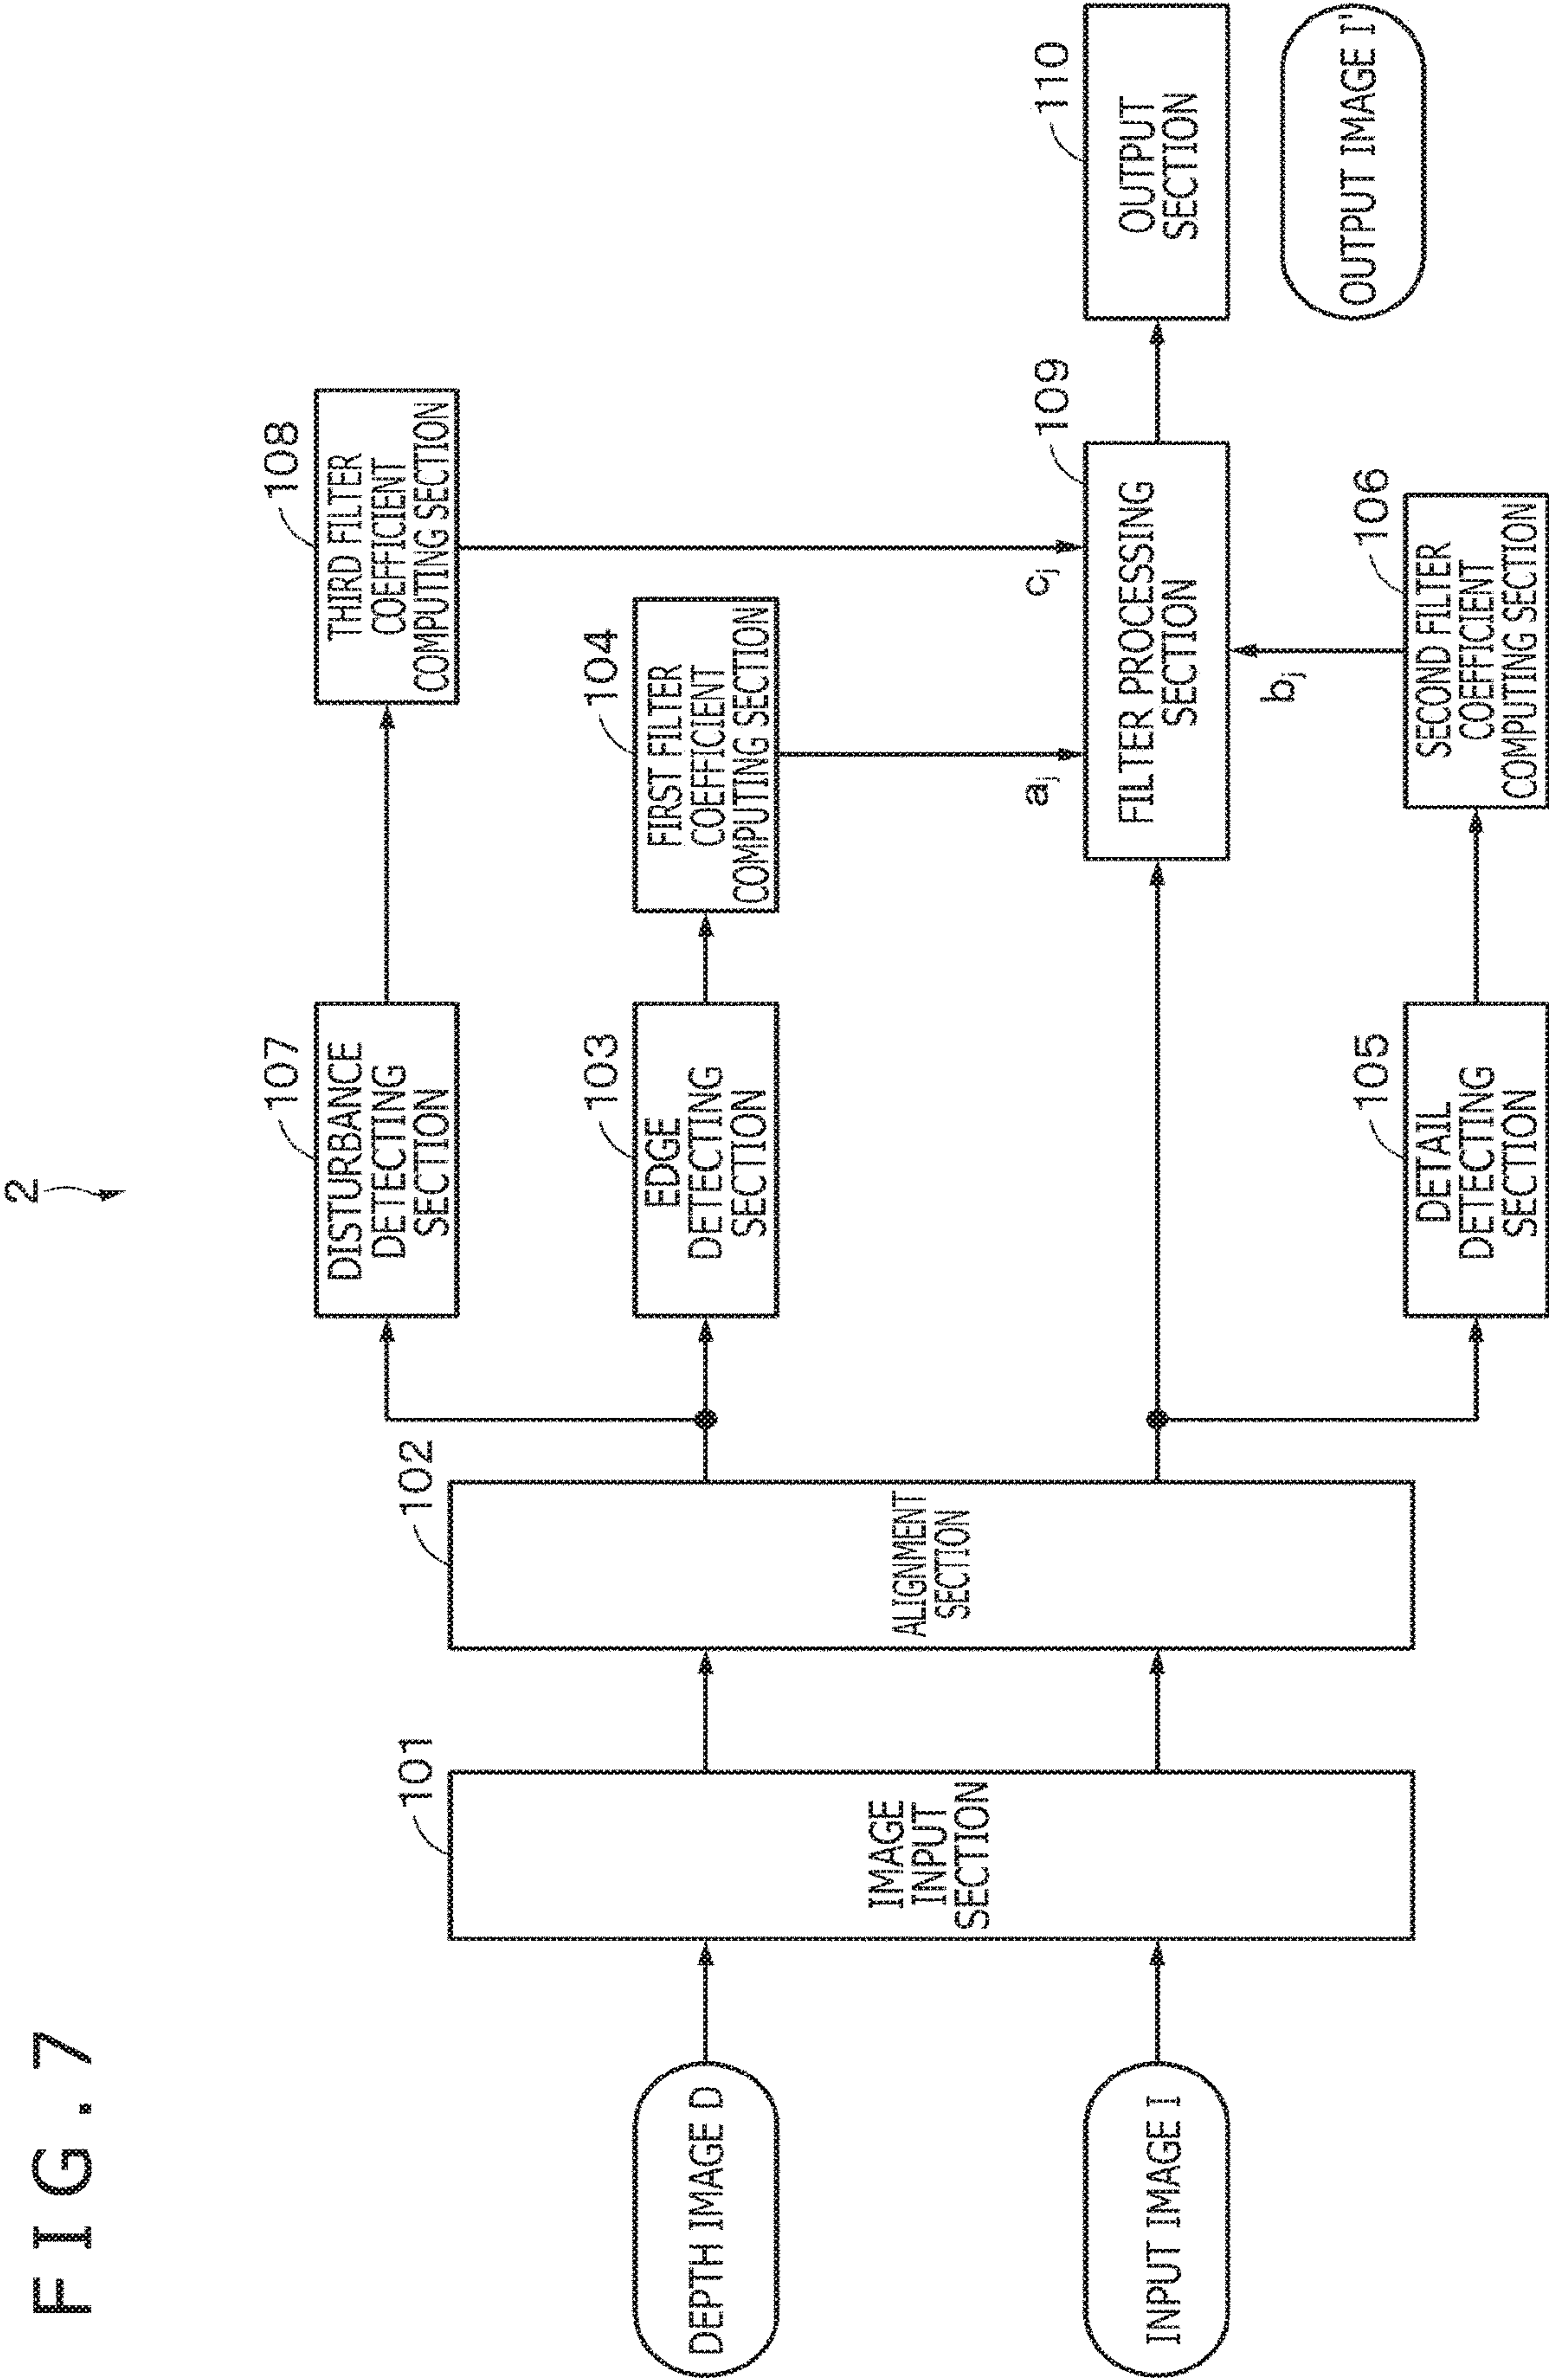 FIG.7
2
DEPTH IMAGE D
INPUT IMAGE I
101
IMAGE
INPUT
SECTION
102
ALIGNMENT
SECTION
107
DISTURBANCE
DETECTING
SECTION
108
THIRD FILTER
COEFFICIENT
COMPUTING SECTION
103
EDGE
DETECTING
SECTION
104
FIRST FILTER
COEFFICIENT
COMPUTING SECTION
aj
cj
109
FILTER PROCESSING
SECTION
bj
105
DETAIL
DETECTING
SECTION
106
SECOND FILTER
COEFFICIENT
COMPUTING SECTION
110
OUTPUT
SECTION
OUTPUT IMAGE I'